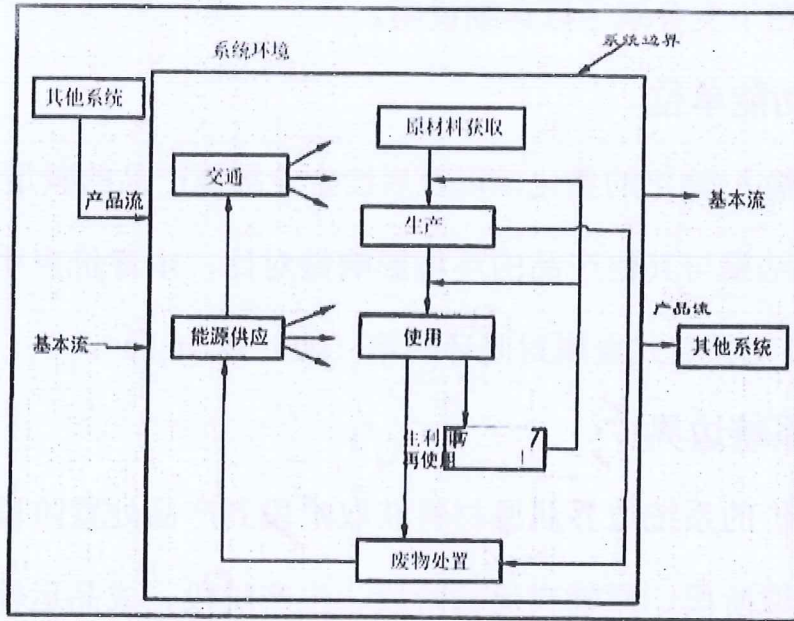 系统环境
系统边界
其他系统
原材料获取
交通
产品流
基本流
生产
产品流
基本流
能源供应
使用
其他系统
再使用
废物处置